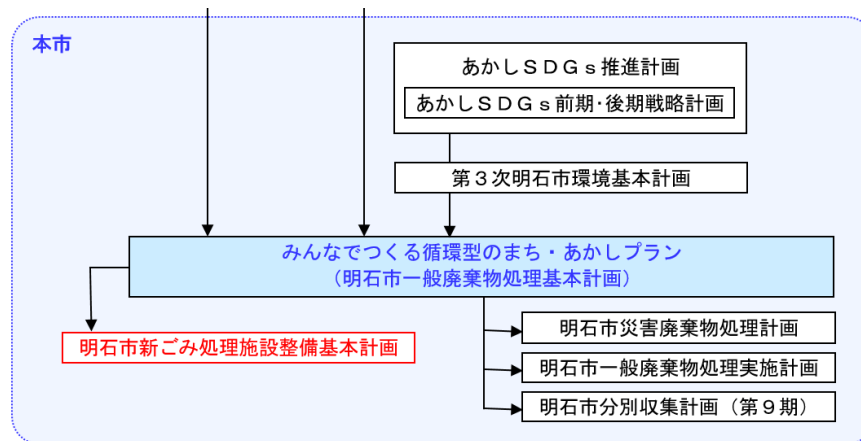 本市
あかしＳＤＧｓ推進計画
あかしＳＤＧｓ前期･後期戦略計画
第３次明石市環境基本計画
みんなでつくる循環型のまち・あかしプラン
（明石市一般廃棄物処理基本計画）
明石市新ごみ処理施設整備基本計画
明石市災害廃棄物処理計画
明石市一般廃棄物処理実施計画
明石市分別収集計画（第９期）